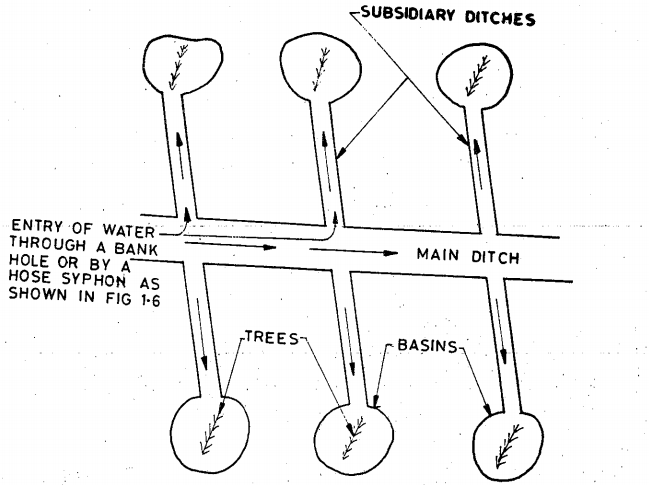 SUBSIDIARY DITCHES
ENTRY OF WATER
THROUGH A BANK
HOLE OR BY A
HOSE SYPHON AS
SHOWN IN FIG 1·6
MAIN DITCH
TREES
BASINS